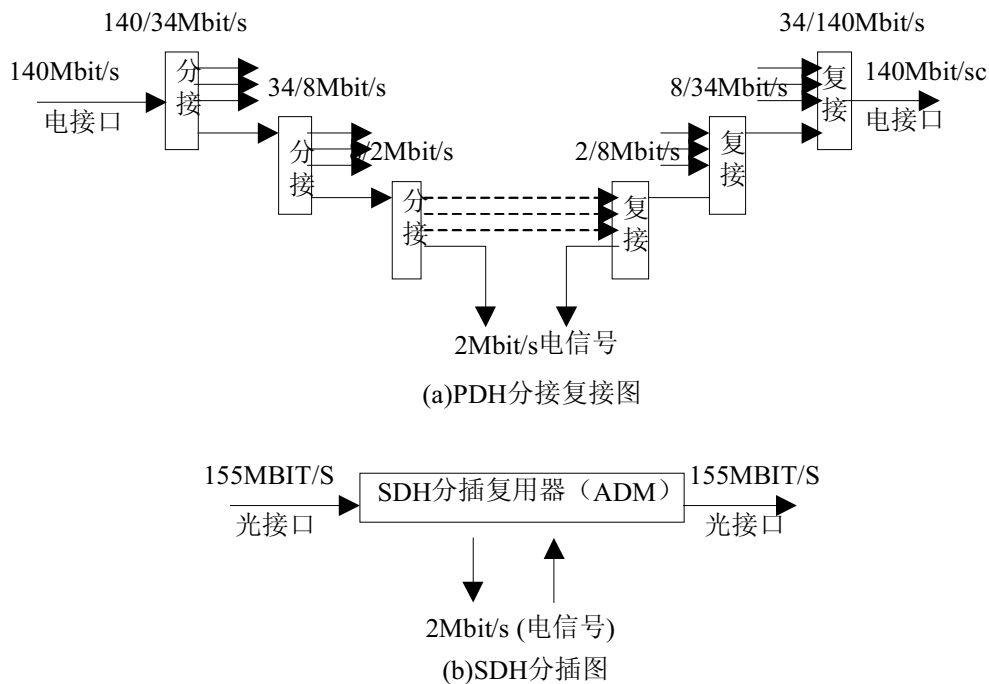 140/34Mbit/s
34/140Mbit/s
140Mbit/s
分接
34/8Mbit/s
8/34Mbit/s
复接
140Mbit/sc
电接口
电接口
分接
/2Mbit/s
2/8Mbit/s
复接
分接
复接
2Mbit/s电信号
(a)PDH分接复接图
155MBIT/S
SDH分插复用器（ADM）
155MBIT/S
光接口
光接口
2Mbit/s (电信号)
(b)SDH分插图